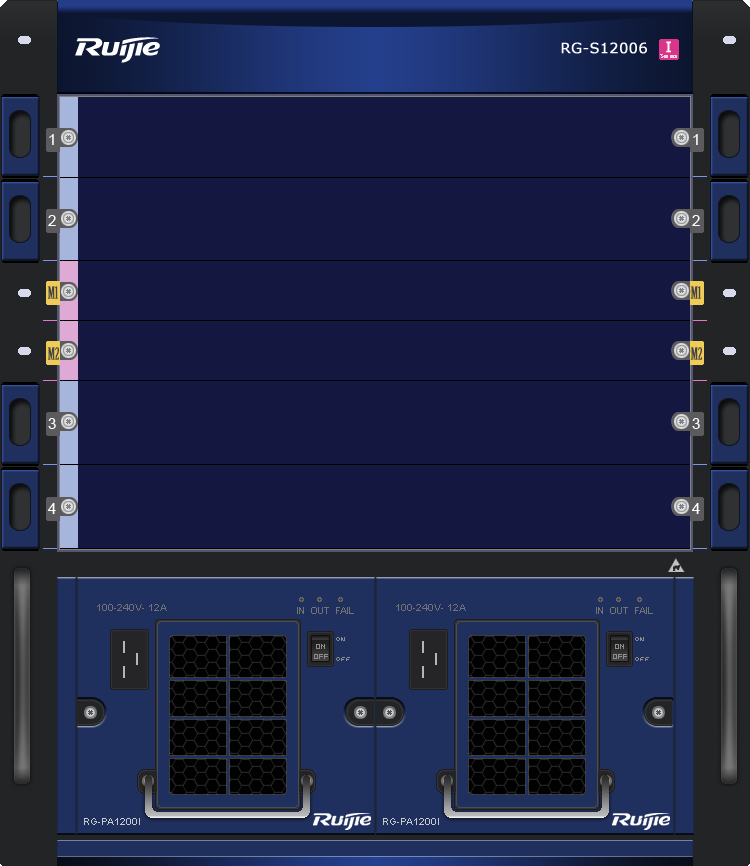 Ruijie
RG-S12006
I
1 1
2 2
M1 M1
M2 M2
3 3
4 4
100-240V- 12A
IN OUT FAIL
ON
ON
OFF
OFF
RG-PA1200I
Ruijie
100-240V- 12A
IN OUT FAIL
ON
ON
OFF
OFF
RG-PA1200I
Ruijie